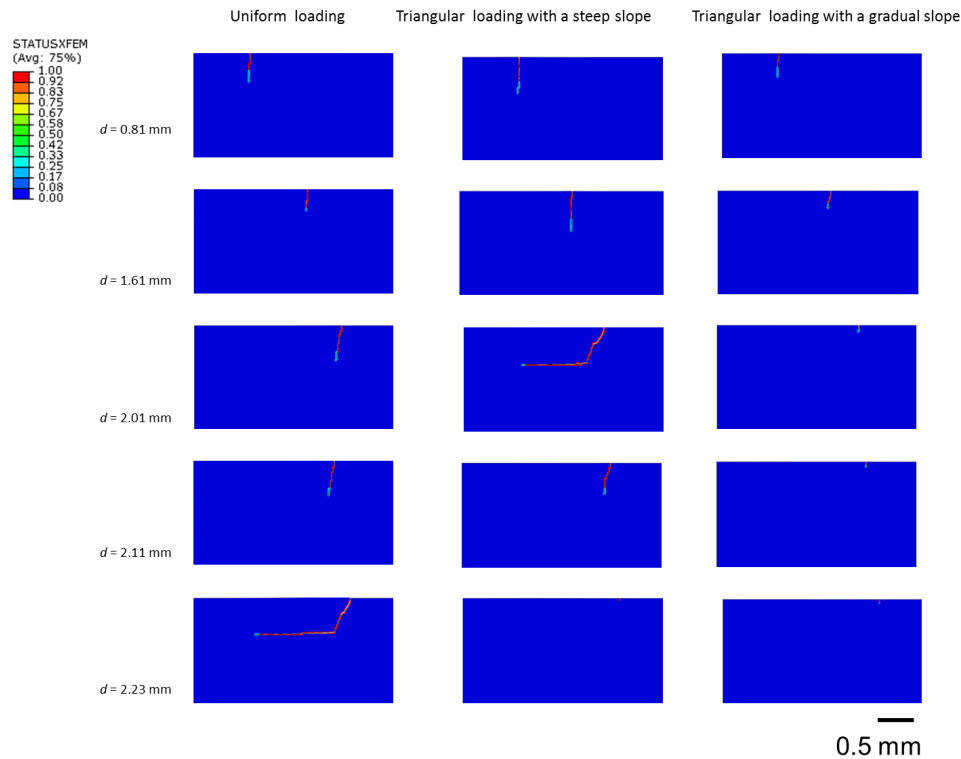 Uniform loading
Triangular loading with a steep slope
Triangular loading with a gradual slope
STATUSXFEM
(Avg: 75%)
1.00
0.92
0.83
0.75
0.67
0.58
0.50
0.42
0.33
0.25
0.17
0.08
0.00
d = 0.81 mm
d = 1.61 mm
d = 2.01 mm
d = 2.11 mm
d = 2.23 mm
0.5 mm